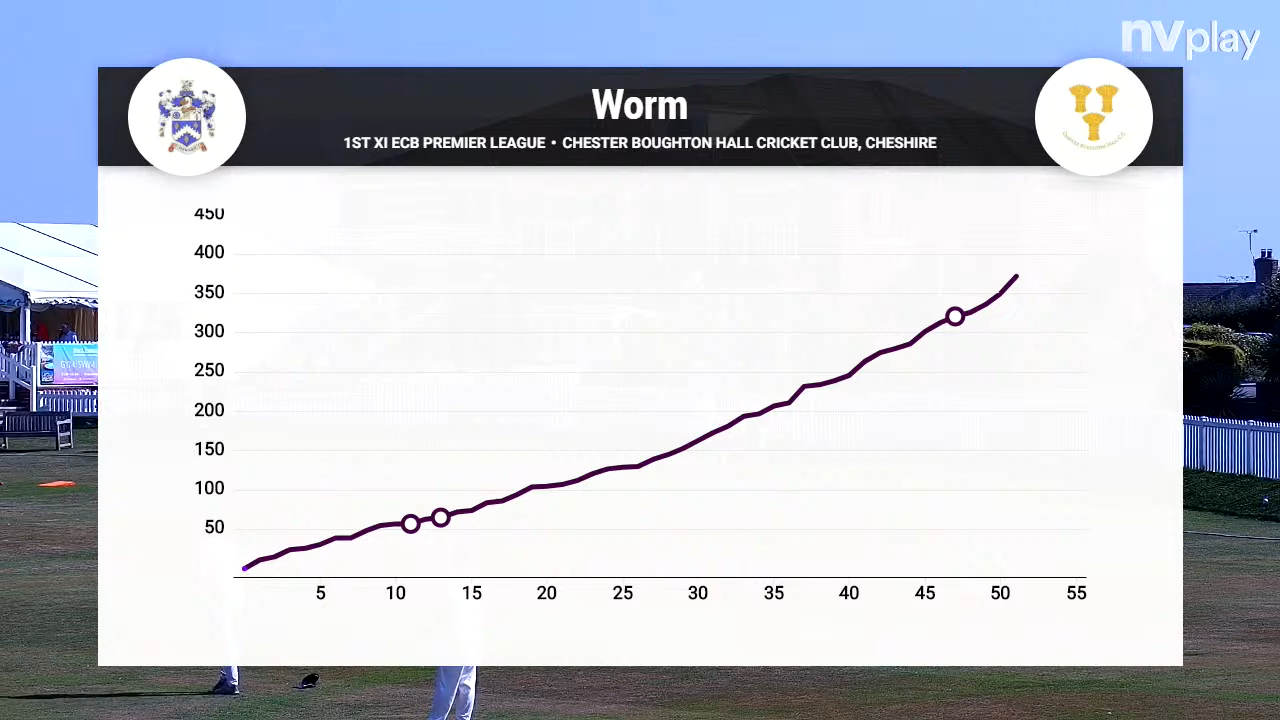 nvplay
Worm
1ST XI ECB PREMIER LEAGUE • CHESTER BOUGHTON HALL CRICKET CLUB, CHESHIRE
450
400
350
300
250
200
150
100
50
5 10 15 20 25 30 35 40 45 50 55